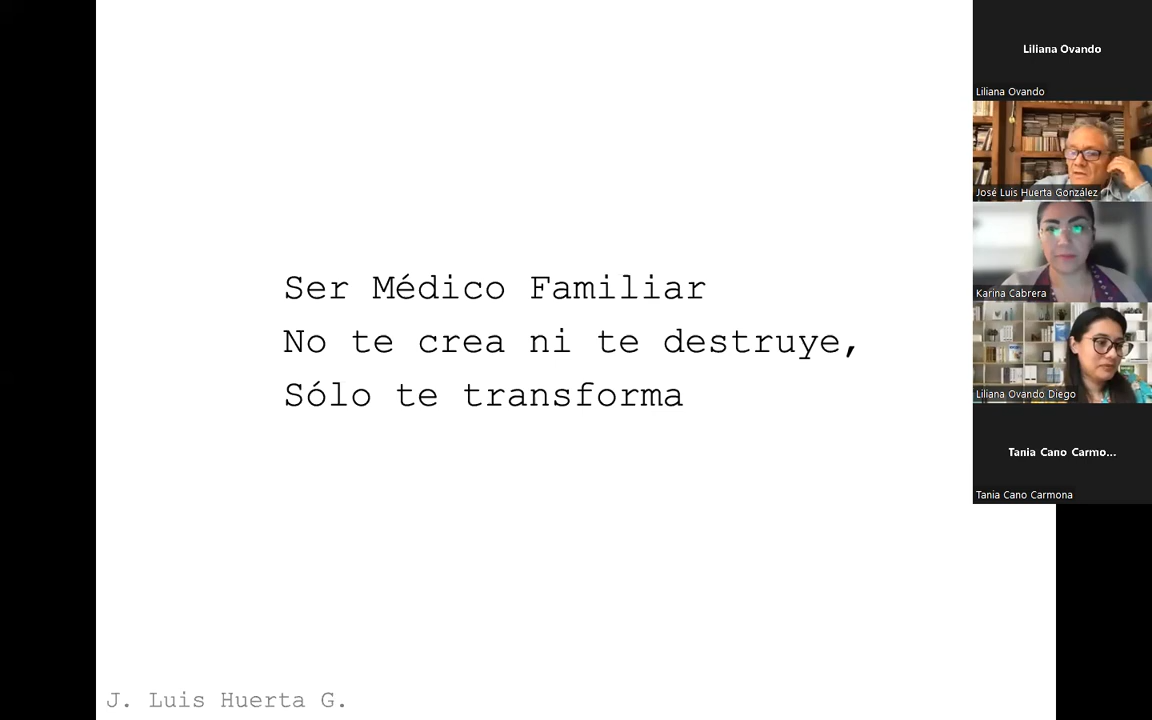 Ser Médico Familiar
No te crea ni te destruye,
Sólo te transforma
J. Luis Huerta G.
Liliana Ovando
Liliana Ovando
José Luis Huerta González
Karina Cabrera
Liliana Ovando Diego
Tania Cano Carmo...
Tania Cano Carmona